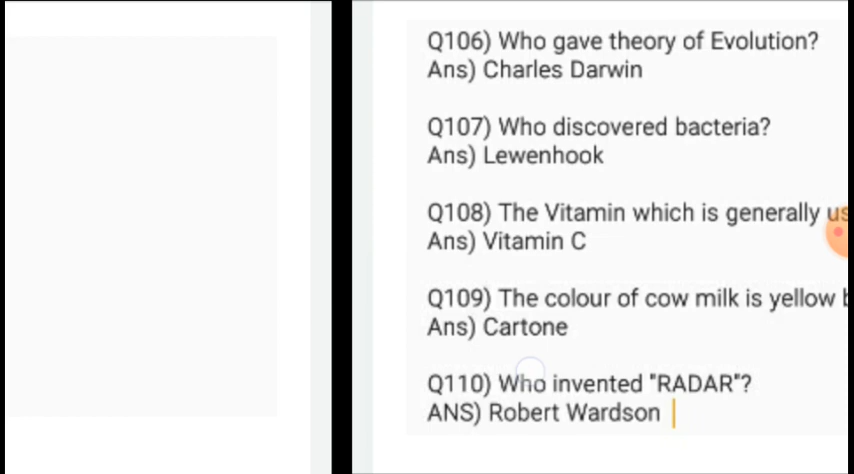 Q106) Who gave theory of Evolution?
Ans) Charles Darwin
Q107) Who discovered bacteria?
Ans) Lewenhook
Q108) The Vitamin which is generally
Ans) Vitamin C
Q109) The colour of cow milk is yellow
Ans) Cartone
Q110) Who invented "RADAR"?
ANS) Robert Wardson